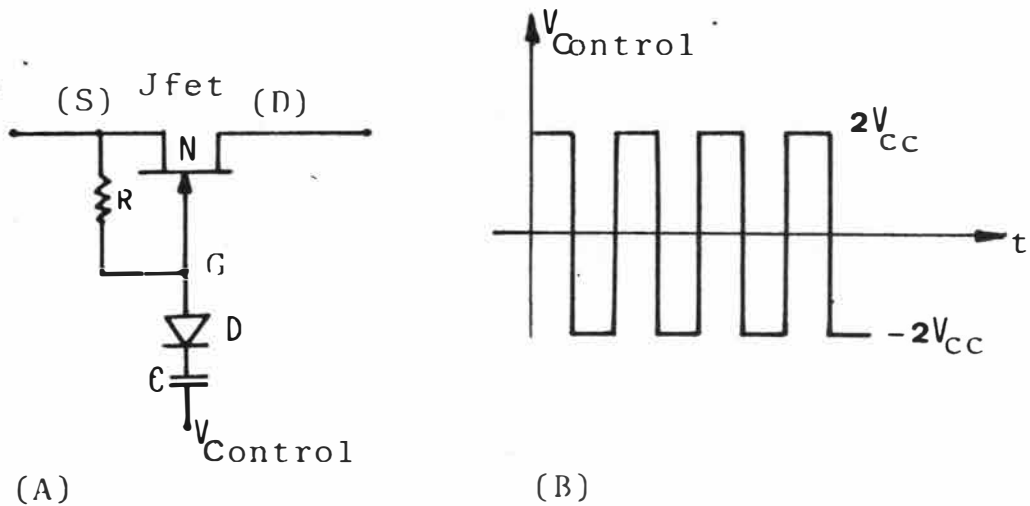 Jfet
(S)
(D)
N
R
G
D
C
VControl
(A)
VControl
2Vcc
t
-2Vcc
(B)